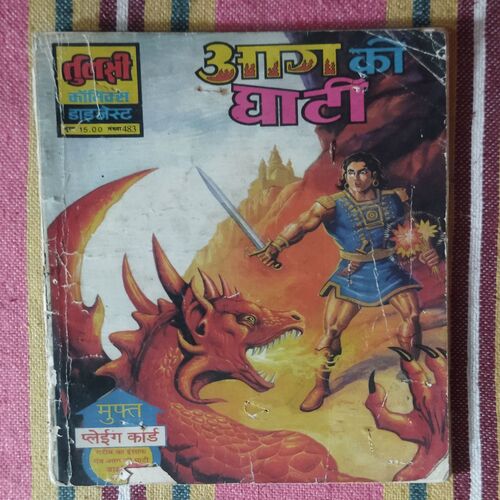 तुलसी
कॉमिक्स
डाइजेस्ट
मूल्य 15.00 संख्या 483
आग की
घाटी
मुफ्त
प्लेइंग कार्ड